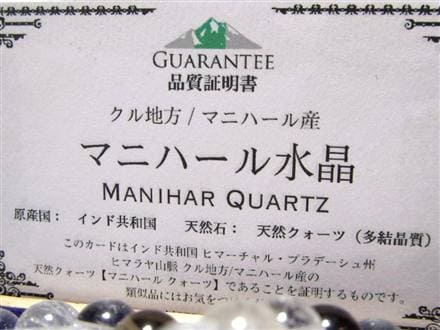 GUARANTEE
品質証明書
クル地方 / マニハール産
マニハール水晶
MANIHAR QUARTZ
原産国： インド共和国　天然石： 天然クォーツ（多結晶質）
このカードはインド共和国 ヒマーチャル・プラデーシュ州
ヒマラヤ山脈 クル地方/マニハール産の
天然クォーツ【マニハール クォーツ】であることを証明するものです。
類似品にはお気をつけ